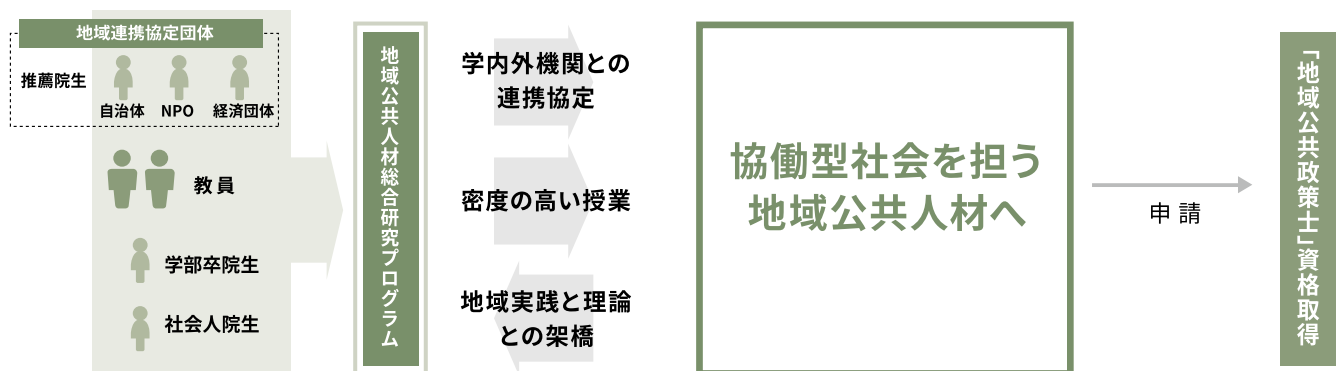 地域連携協定団体
推薦院生
自治体
NPO
経済団体
教員
学部卒院生
社会人院生
地域公共人材総合研究プログラム
学内外機関との
連携協定
密度の高い授業
地域実践と理論
との架橋
協働型社会を担う
地域公共人材へ
申請
「地域公共政策士」資格取得